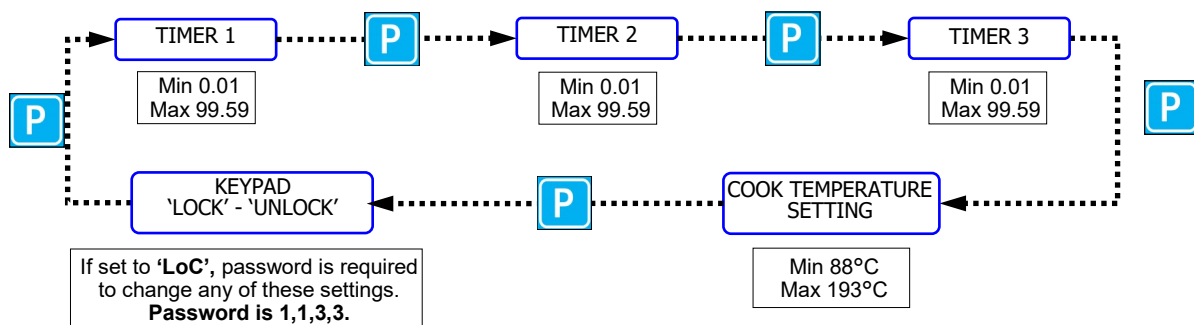 TIMER 1
P
TIMER 2
P
TIMER 3
Min 0.01
Max 99.59
Min 0.01
Max 99.59
Min 0.01
Max 99.59
P
P
KEYPAD
‘LOCK’ - ‘UNLOCK’
P
COOK TEMPERATURE
SETTING
If set to ‘LoC’, password is required
to change any of these settings.
Password is 1,1,3,3.
Min 88°C
Max 193°C